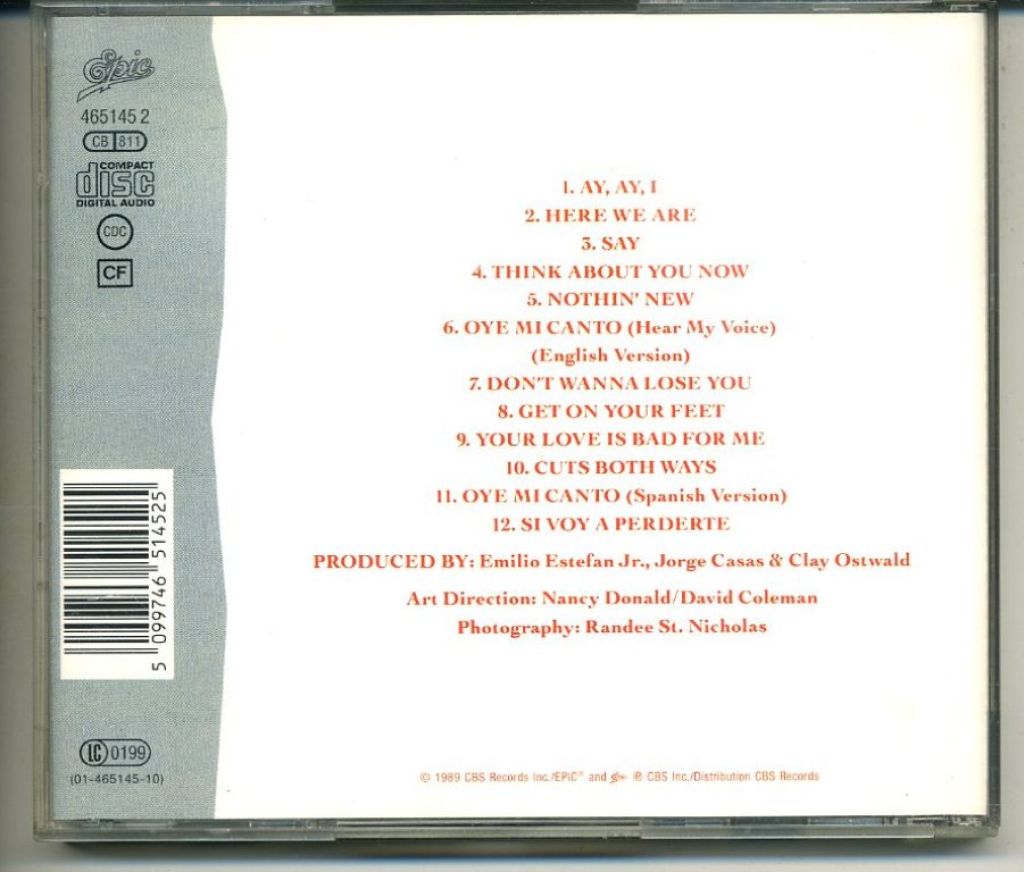 Epic
465145 2
CB 811
COMPACT
disc
DIGITAL AUDIO
CDC
CF
1. AY, AY, I
2. HERE WE ARE
3. SAY
4. THINK ABOUT YOU NOW
5. NOTHIN' NEW
6. OYE MI CANTO (Hear My Voice)
(English Version)
7. DON'T WANNA LOSE YOU
8. GET ON YOUR FEET
9. YOUR LOVE IS BAD FOR ME
10. CUTS BOTH WAYS
11. OYE MI CANTO (Spanish Version)
12. SI VOY A PERDERTE
PRODUCED BY: Emilio Estefan Jr., Jorge Casas & Clay Ostwald
Art Direction: Nancy Donald/David Coleman
Photography: Randee St. Nicholas
5 099746 514525
LC 0199
(01-465145-10)
© 1989 CBS Records Inc./EPIC® and Epic ℗ CBS Inc./Distribution CBS Records